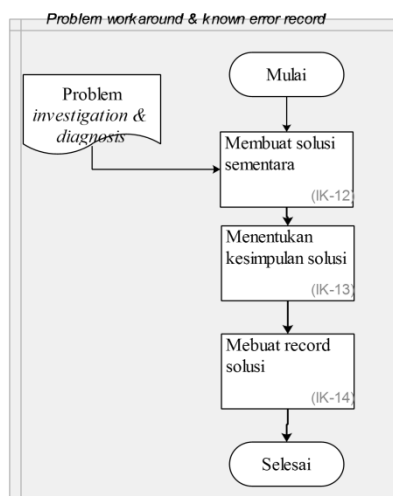 Problem workaround & known error record
Mulai
Problem
investigation &
diagnosis
Membuat solusi
sementara
(IK-12)
Menentukan
kesimpulan solusi
(IK-13)
Mebuat record
solusi
(IK-14)
Selesai